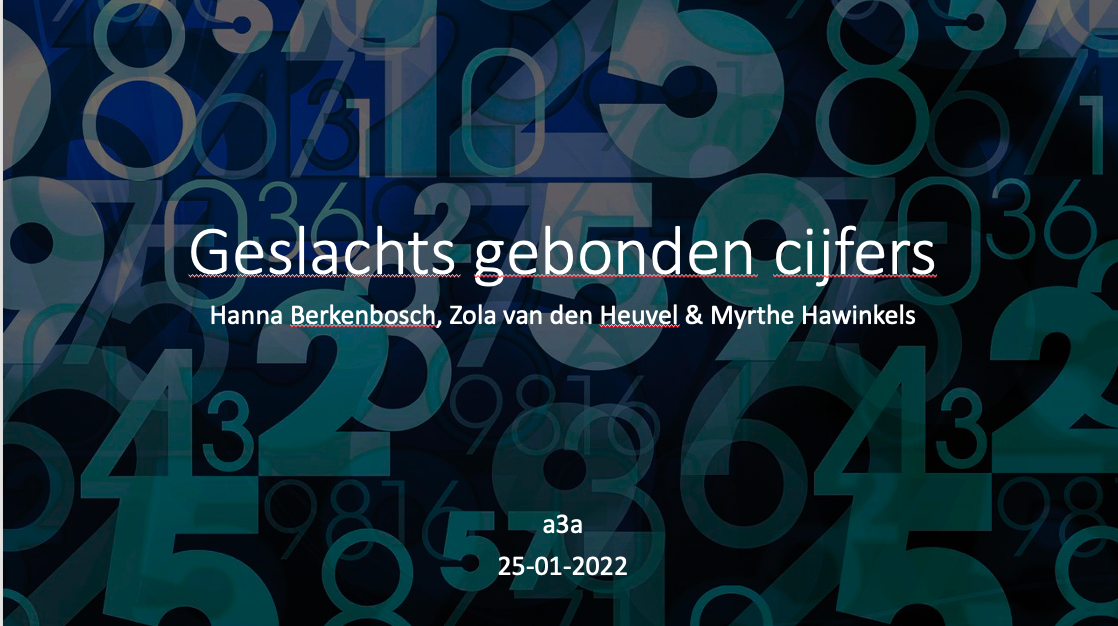 Geslachts gebonden cijfers
Hanna Berkenbosch, Zola van den Heuvel & Myrthe Hawinkels
a3a
25-01-2022